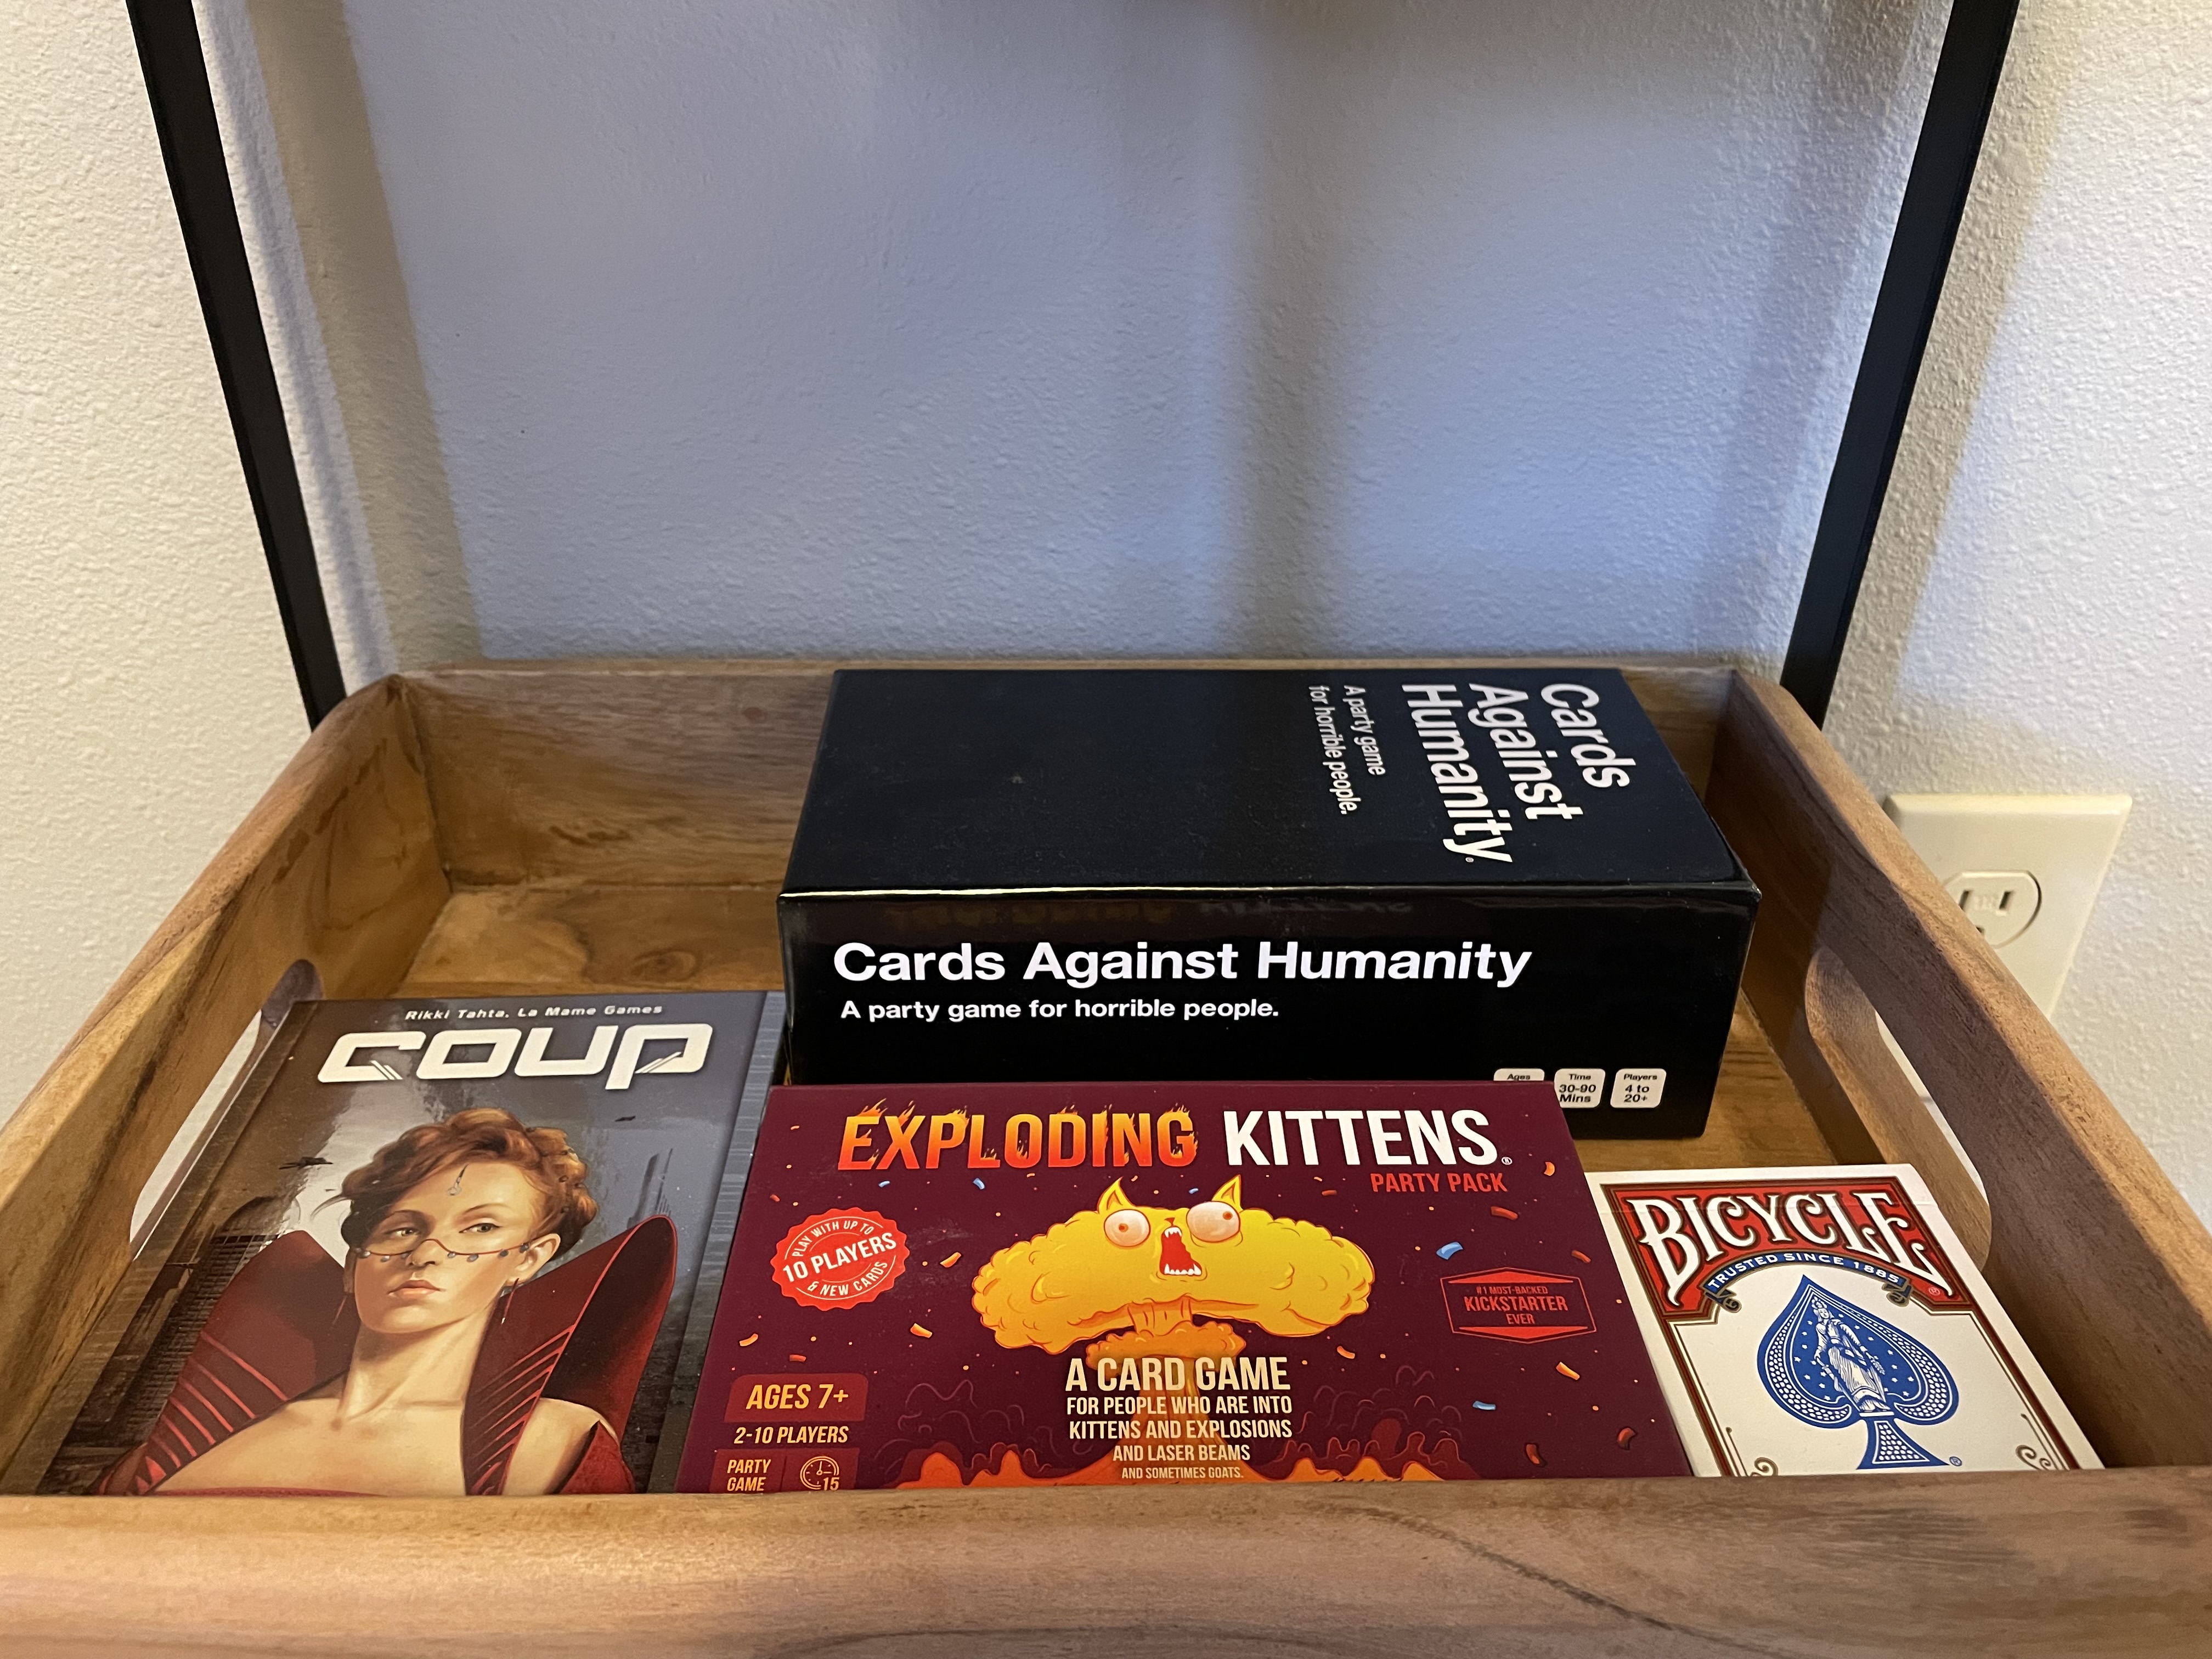 Cards
Against
Humanity
A party game
for horrible people.
Cards Against Humanity
A party game for horrible people.
Ages
Time
30-90
Mins
Players
4 to
20+
Rikki Tahta. La Mame Games
COUP
EXPLODING KITTENS®
PARTY PACK
PLAY WITH UP TO
10 PLAYERS
& NEW CARDS
#1 MOST-BACKED
KICKSTARTER
EVER
A CARD GAME
FOR PEOPLE WHO ARE INTO
KITTENS AND EXPLOSIONS
AND LASER BEAMS
AND SOMETIMES GOATS.
AGES 7+
2-10 PLAYERS
PARTY
GAME
15
BICYCLE®
TRUSTED SINCE 1885